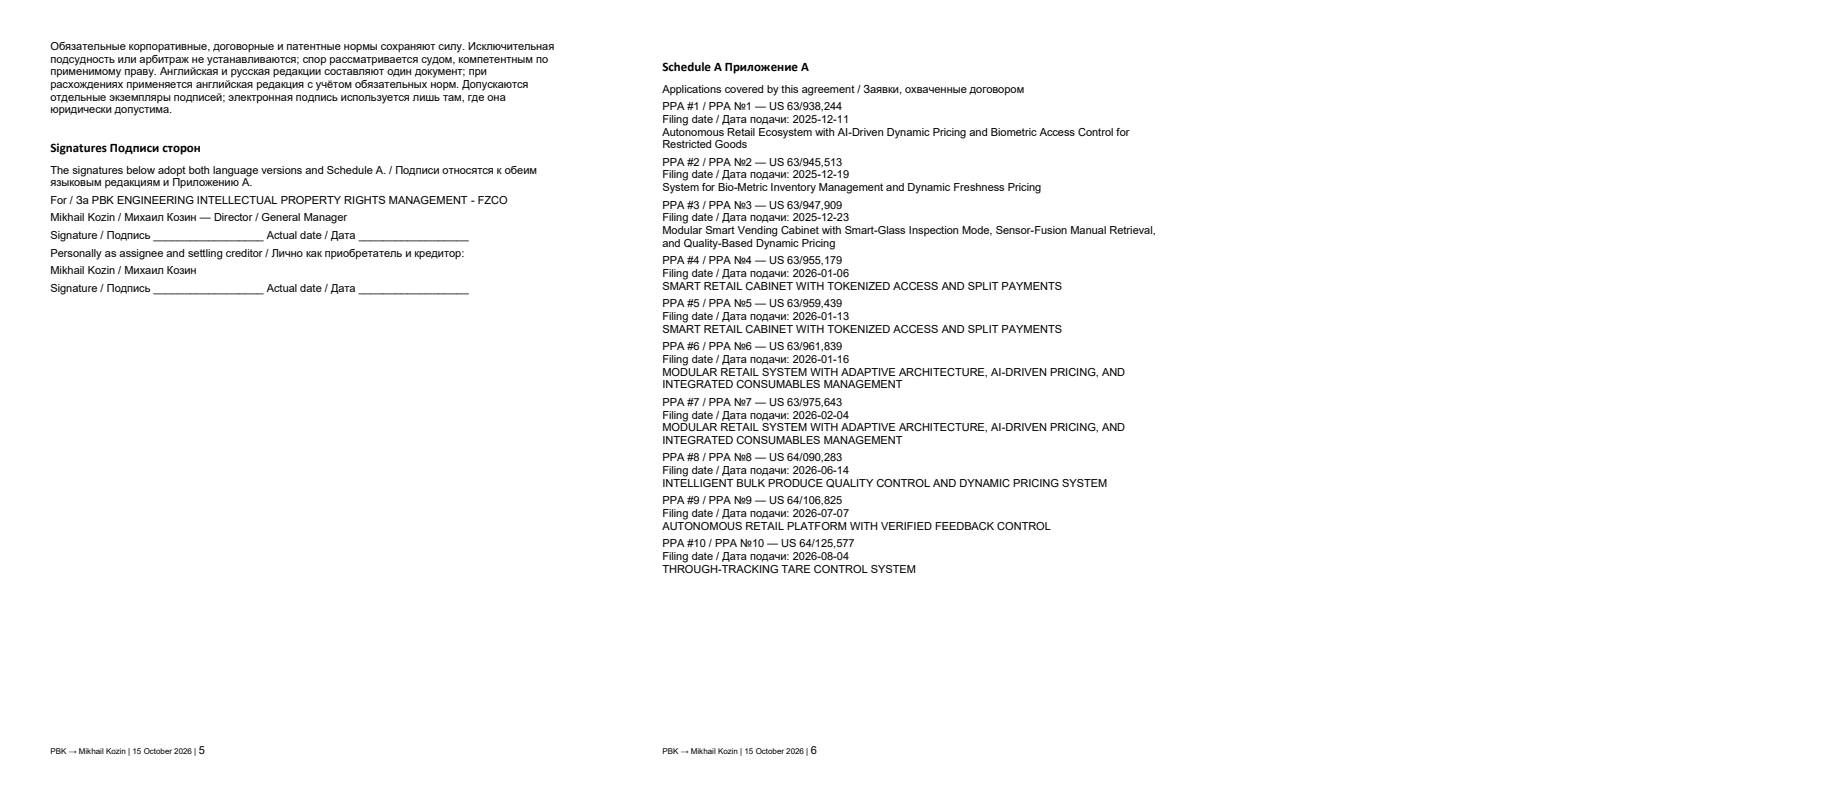 Обязательные корпоративные, договорные и патентные нормы сохраняют силу. Исключительная
подсудность или арбитраж не устанавливаются; спор рассматривается судом, компетентным по
применимому праву. Английская и русская редакции составляют один документ; при
расхождениях применяется английская редакция с учётом обязательных норм. Допускаются
отдельные экземпляры подписей; электронная подпись используется лишь там, где она
юридически допустима.
Signatures Подписи сторон
The signatures below adopt both language versions and Schedule A. / Подписи относятся к обеим
языковым редакциям и Приложению А.
For / За PBK ENGINEERING INTELLECTUAL PROPERTY RIGHTS MANAGEMENT - FZCO
Mikhail Kozin / Михаил Козин — Director / General Manager
Signature / Подпись __________________ Actual date / Дата __________________
Personally as assignee and settling creditor / Лично как приобретатель и кредитор:
Mikhail Kozin / Михаил Козин
Signature / Подпись __________________ Actual date / Дата __________________
PBK → Mikhail Kozin | 15 October 2026 | 5
Schedule A Приложение А
Applications covered by this agreement / Заявки, охваченные договором
PPA #1 / PPA №1 — US 63/938,244
Filing date / Дата подачи: 2025-12-11
Autonomous Retail Ecosystem with AI-Driven Dynamic Pricing and Biometric Access Control for
Restricted Goods
PPA #2 / PPA №2 — US 63/945,513
Filing date / Дата подачи: 2025-12-19
System for Bio-Metric Inventory Management and Dynamic Freshness Pricing
PPA #3 / PPA №3 — US 63/947,909
Filing date / Дата подачи: 2025-12-23
Modular Smart Vending Cabinet with Smart-Glass Inspection Mode, Sensor-Fusion Manual Retrieval,
and Quality-Based Dynamic Pricing
PPA #4 / PPA №4 — US 63/955,179
Filing date / Дата подачи: 2026-01-06
SMART RETAIL CABINET WITH TOKENIZED ACCESS AND SPLIT PAYMENTS
PPA #5 / PPA №5 — US 63/959,439
Filing date / Дата подачи: 2026-01-13
SMART RETAIL CABINET WITH TOKENIZED ACCESS AND SPLIT PAYMENTS
PPA #6 / PPA №6 — US 63/961,839
Filing date / Дата подачи: 2026-01-16
MODULAR RETAIL SYSTEM WITH ADAPTIVE ARCHITECTURE, AI-DRIVEN PRICING, AND
INTEGRATED CONSUMABLES MANAGEMENT
PPA #7 / PPA №7 — US 63/975,643
Filing date / Дата подачи: 2026-02-04
MODULAR RETAIL SYSTEM WITH ADAPTIVE ARCHITECTURE, AI-DRIVEN PRICING, AND
INTEGRATED CONSUMABLES MANAGEMENT
PPA #8 / PPA №8 — US 64/090,283
Filing date / Дата подачи: 2026-06-14
INTELLIGENT BULK PRODUCE QUALITY CONTROL AND DYNAMIC PRICING SYSTEM
PPA #9 / PPA №9 — US 64/106,825
Filing date / Дата подачи: 2026-07-07
AUTONOMOUS RETAIL PLATFORM WITH VERIFIED FEEDBACK CONTROL
PPA #10 / PPA №10 — US 64/125,577
Filing date / Дата подачи: 2026-08-04
THROUGH-TRACKING TARE CONTROL SYSTEM
PBK → Mikhail Kozin | 15 October 2026 | 6